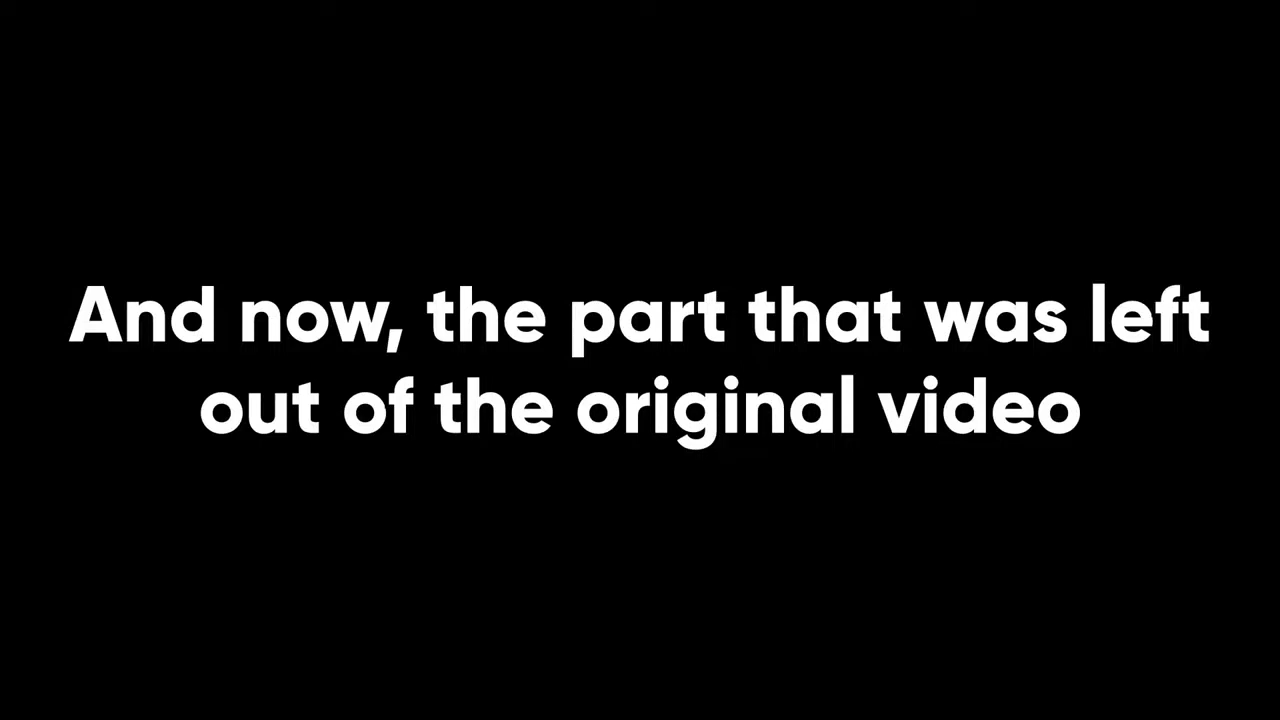 And now, the part that was left
out of the original video